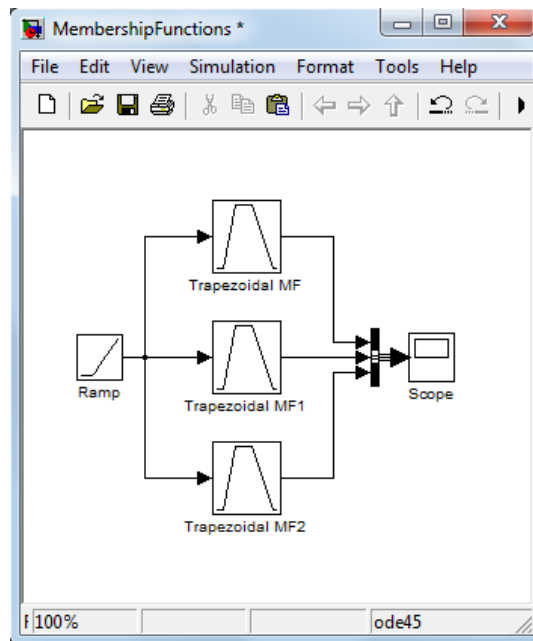 MembershipFunctions *
File Edit View Simulation Format Tools Help
Trapezoidal MF
Ramp
Trapezoidal MF1
Scope
Trapezoidal MF2
F 100% ode45